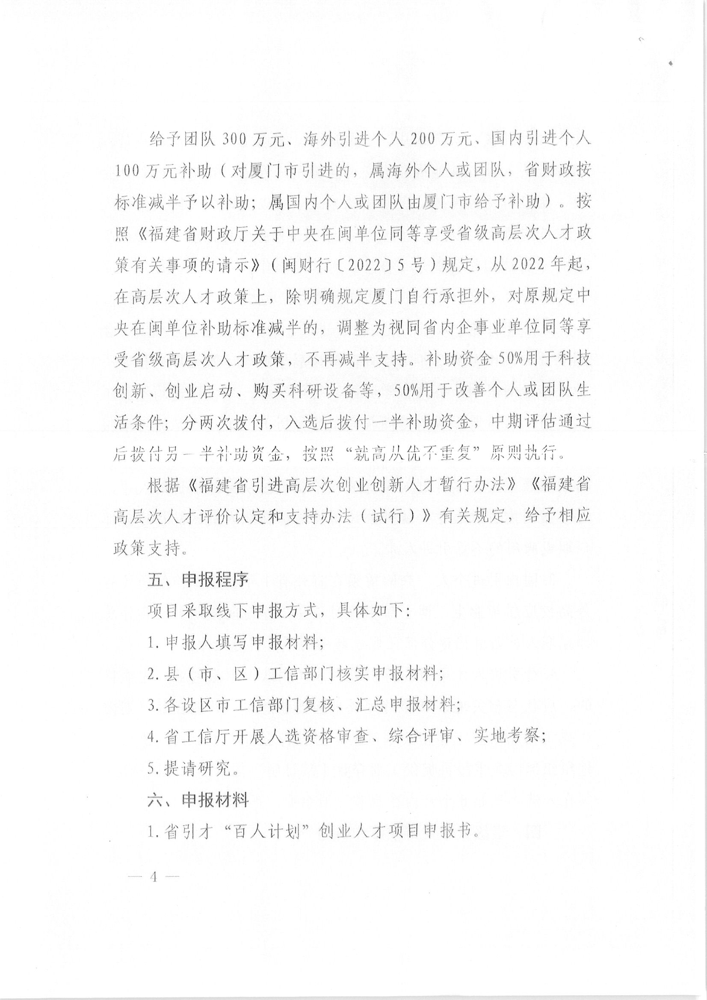 给予团队 300 万元、海外引进个人 200 万元、国内引进个人
100 万元补助（对厦门市引进的，属海外个人或团队，省财政按
标准减半予以补助；属国内个人或团队由厦门市给予补助）。按
照《福建省财政厅关于中央在闽单位同等享受省级高层次人才政
策有关事项的请示》（闽财行〔2022〕5 号）规定，从 2022 年起，
在高层次人才政策上，除明确规定厦门自行承担外，对原规定中
央在闽单位补助标准减半的，调整为视同省内企事业单位同等享
受省级高层次人才政策，不再减半支持。补助资金 50%用于科技
创新、创业启动、购买科研设备等，50%用于改善个人或团队生
活条件；分两次拨付，入选后拨付一半补助资金，中期评估通过
后拨付另一半补助资金，按照“就高从优不重复”原则执行。
根据《福建省引进高层次创业创新人才暂行办法》《福建省
高层次人才评价认定和支持办法（试行）》有关规定，给予相应
政策支持。
五、申报程序
项目采取线下申报方式，具体如下：
1. 申报人填写申报材料；
2. 县（市、区）工信部门核实申报材料；
3. 各设区市工信部门复核、汇总申报材料；
4. 省工信厅开展人选资格审查、综合评审、实地考察；
5. 提请研究。
六、申报材料
1. 省引才“百人计划”创业人才项目申报书。
— 4 —